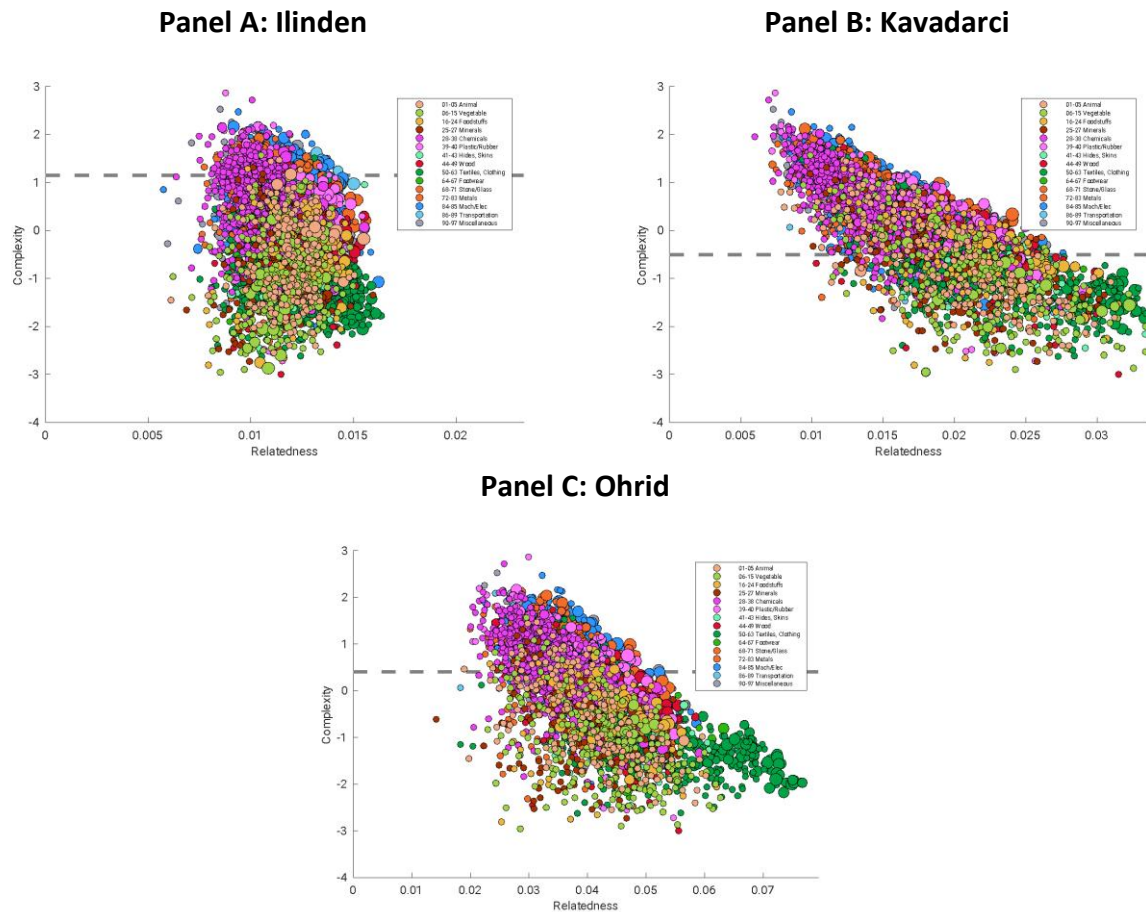 Panel A: Ilinden
3
2
1
0
-1
-2
-3
-4
Complexity
0
0.005
0.01
0.015
0.02
Relatedness
01-05 Animal
06-15 Vegetable
16-24 Foodstuffs
25-27 Minerals
28-38 Chemicals
39-40 Plastic/Rubber
41-43 Hides, Skins
44-49 Wood
50-63 Textiles, Clothing
64-67 Footwear
68-71 Stone/Glass
72-83 Metals
84-85 Mach/Elec
86-89 Transportation
90-97 Miscellaneous
Panel B: Kavadarci
3
2
1
0
-1
-2
-3
-4
Complexity
0
0.005
0.01
0.015
0.02
0.025
0.03
Relatedness
01-05 Animal
06-15 Vegetable
16-24 Foodstuffs
25-27 Minerals
28-38 Chemicals
39-40 Plastic/Rubber
41-43 Hides, Skins
44-49 Wood
50-63 Textiles, Clothing
64-67 Footwear
68-71 Stone/Glass
72-83 Metals
84-85 Mach/Elec
86-89 Transportation
90-97 Miscellaneous
Panel C: Ohrid
3
2
1
0
-1
-2
-3
-4
Complexity
0
0.01
0.02
0.03
0.04
0.05
0.06
0.07
Relatedness
01-05 Animal
06-15 Vegetable
16-24 Foodstuffs
25-27 Minerals
28-38 Chemicals
39-40 Plastic/Rubber
41-43 Hides, Skins
44-49 Wood
50-63 Textiles, Clothing
64-67 Footwear
68-71 Stone/Glass
72-83 Metals
84-85 Mach/Elec
86-89 Transportation
90-97 Miscellaneous